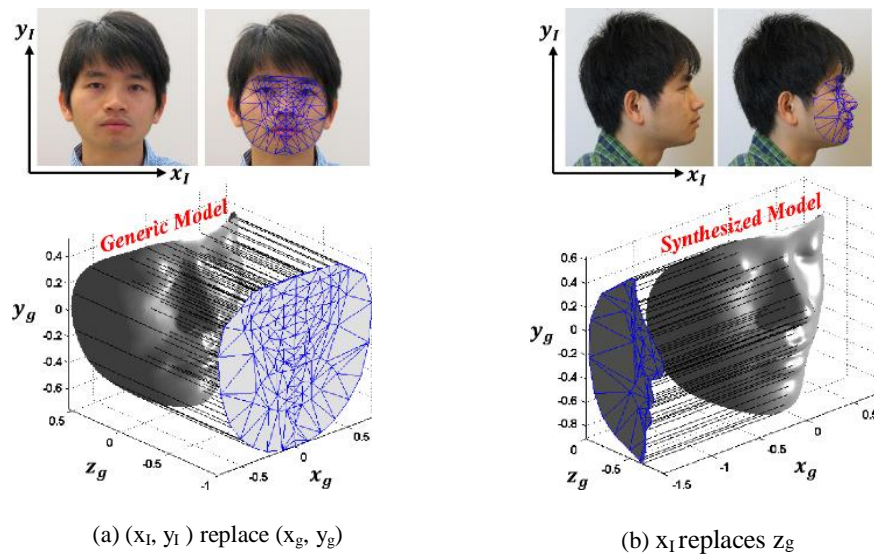 y_I
x_I
Generic Model
0.4
0.2
0
-0.2
-0.4
-0.6
y_g
0.5
0
-0.5
-1
z_g
-0.5
0
0.5
x_g
(a) (x_I, y_I ) replace (x_g, y_g)
y_I
x_I
Synthesized Model
0.6
0.4
0.2
0
-0.2
-0.4
-0.6
-0.8
y_g
0
-0.5
-1.5
z_g
-1
-0.5
0
x_g
(b) x_I replaces z_g